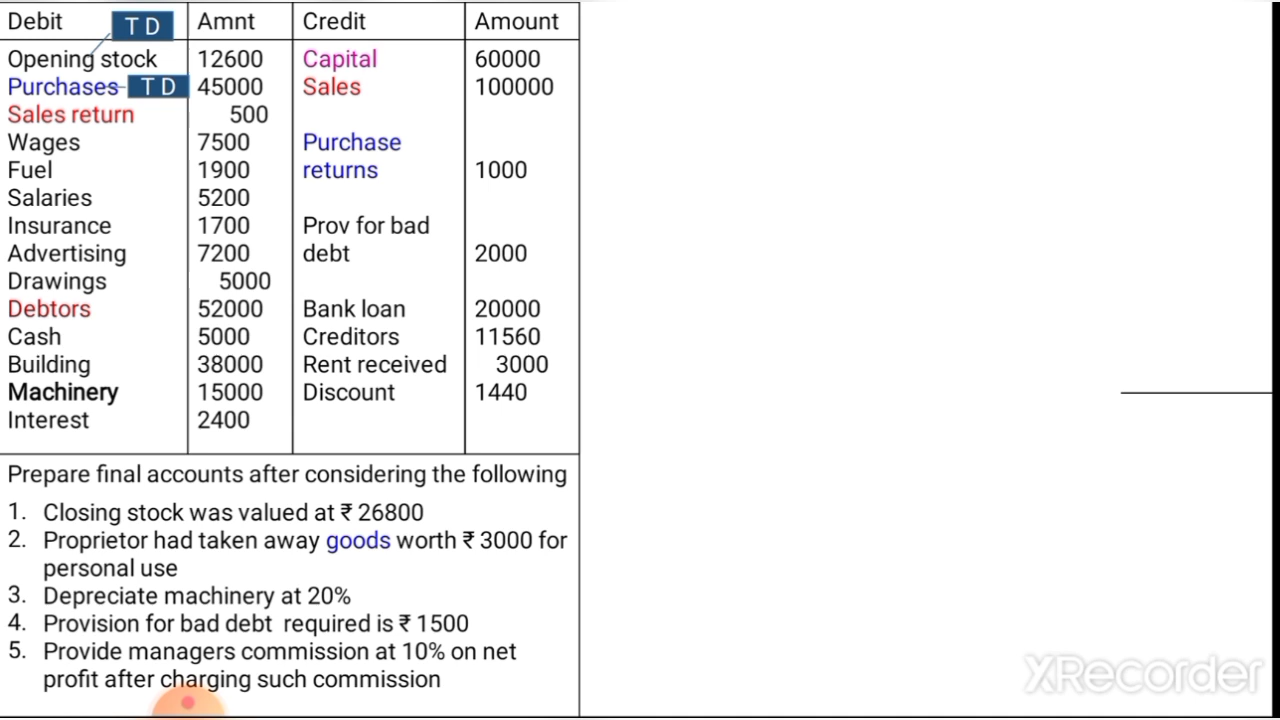 Debit T D Amnt Credit Amount
Opening stock 12600 Capital 60000
Purchases T D 45000 Sales 100000
Sales return 500
Wages 7500 Purchase
Fuel 1900 returns 1000
Salaries 5200
Insurance 1700 Prov for bad
Advertising 7200 debt 2000
Drawings 5000
Debtors 52000 Bank loan 20000
Cash 5000 Creditors 11560
Building 38000 Rent received 3000
Machinery 15000 Discount 1440
Interest 2400
Prepare final accounts after considering the following
1. Closing stock was valued at ₹ 26800
2. Proprietor had taken away goods worth ₹ 3000 for
personal use
3. Depreciate machinery at 20%
4. Provision for bad debt required is ₹ 1500
5. Provide managers commission at 10% on net
profit after charging such commission
XRecorder